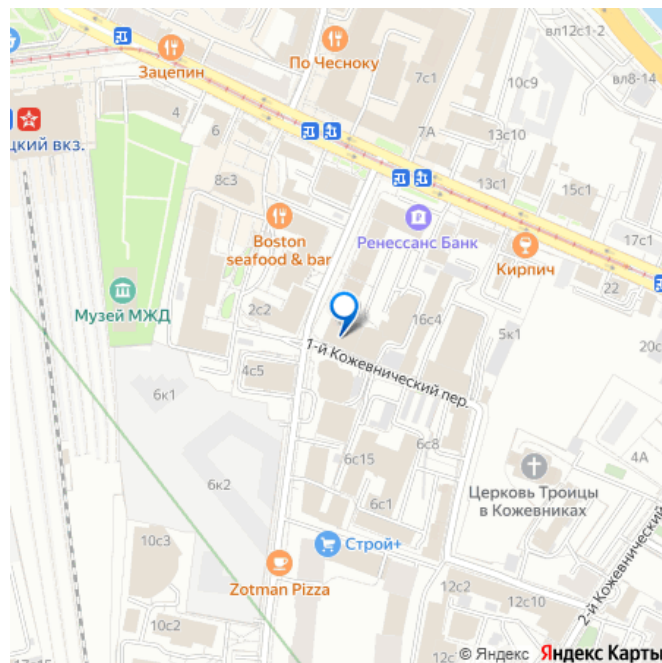 вл12с1-2
По Чесноку
Зацепин
7с1
10с9
вл8-14
4
6
7А
13с10
цкий вкз.
8с3
13с1
15с1
Boston
seafood & bar
Ренессанс Банк
Кирпич
17с1
Музей МЖД
2с2
16с4
22
5к1
20с
1-й Кожевнический пер.
4с5
6к1
6с15
6с8
4А
6к2
6с1
Церковь Троицы
в Кожевниках
10с3
Строй+
2-й Кожевнический
Zotman Pizza
12с2
12с10
10с2
17с15
© Яндекс Яндекс Карты